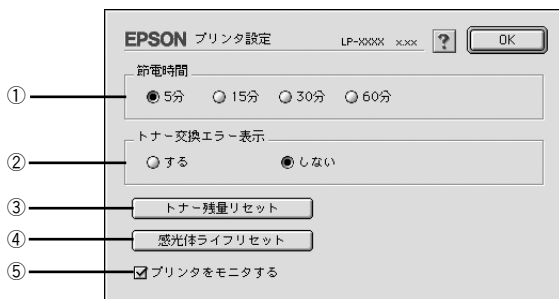 EPSON プリンタ設定 LP-XXXX x.xx ? OK
節電時間
① 5分 15分 30分 60分
トナー交換エラー表示
② する しない
③ トナー残量リセット
④ 感光体ライフリセット
⑤ プリンタをモニタする